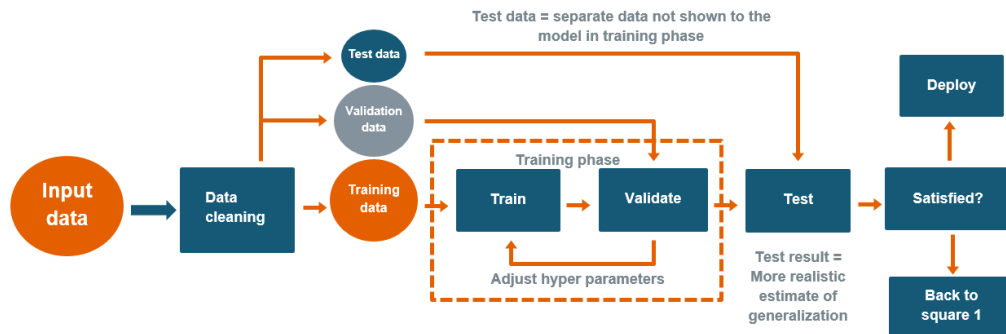 Test data = separate data not shown to the
model in training phase
Test data
Validation
data
Training
data
Input
data
Data
cleaning
Training phase
Train
Validate
Adjust hyper parameters
Test
Test result =
More realistic
estimate of
generalization
Satisfied?
Deploy
Back to
square 1